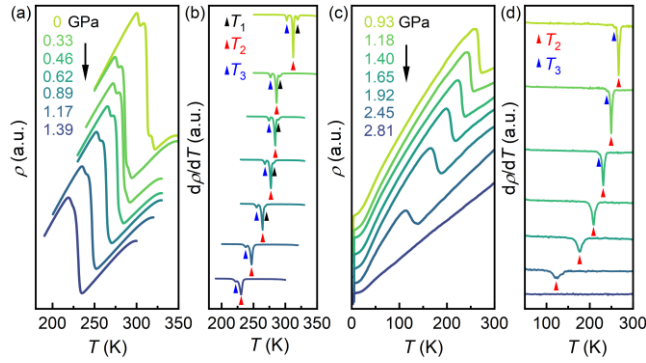 (a)
0 GPa
0.33
0.46
0.62
0.89
1.17
1.39
ρ (a.u.)
200 250 300 350
T (K)
(b)
T₁
T₂
T₃
dρ/dT (a.u.)
200 250 300 350
T (K)
(c)
0.93 GPa
1.18
1.40
1.65
1.92
2.45
2.81
ρ (a.u.)
0 100 200 300
T (K)
(d)
T₂
T₃
dρ/dT (a.u.)
100 200 300
T (K)